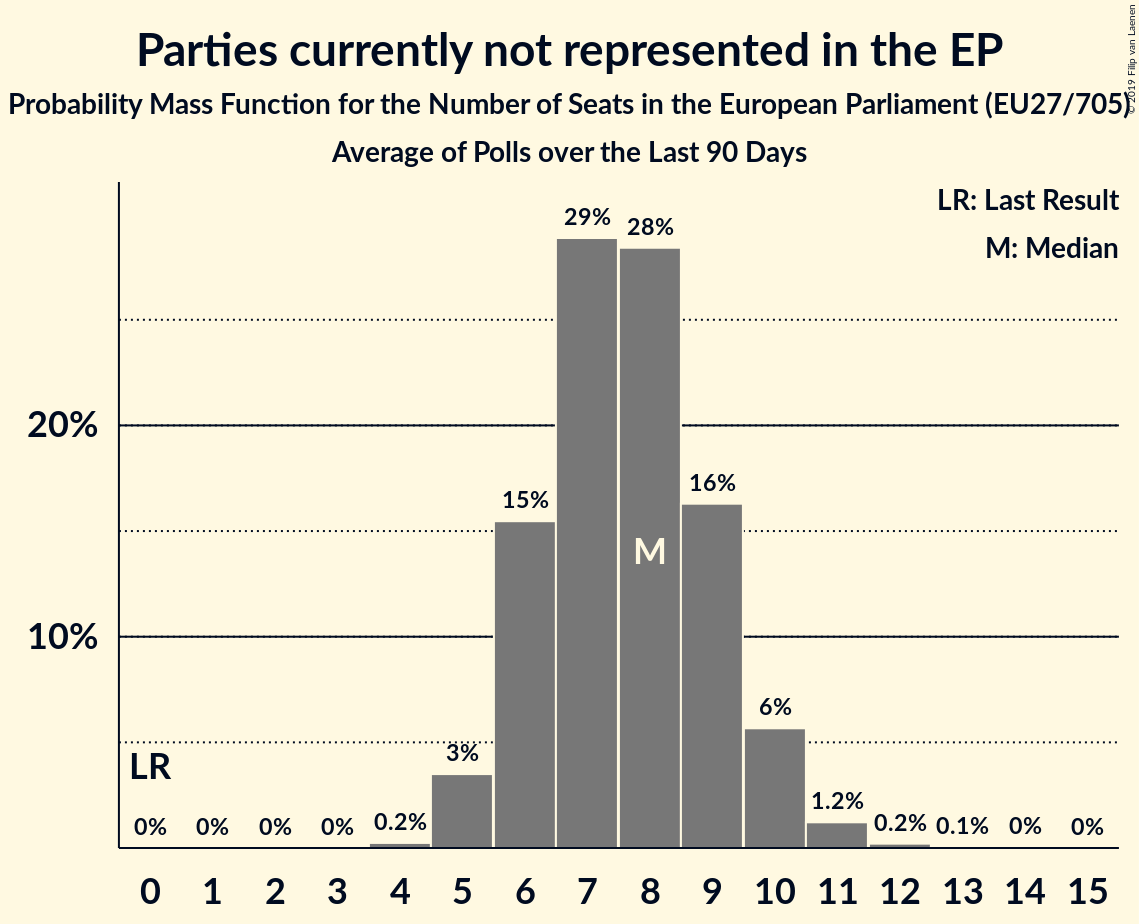 Parties currently not represented in the EP
Probability Mass Function for the Number of Seats in the European Parliament (EU27/705)
Average of Polls over the Last 90 Days
© 2019 Filip van Laenen
LR: Last Result
M: Median
29%
28%
20%
16%
15%
M
10%
6%
3%
LR
1.2%
0% 0% 0% 0% 0.2% 0.2% 0.1% 0% 0%
0 1 2 3 4 5 6 7 8 9 10 11 12 13 14 15